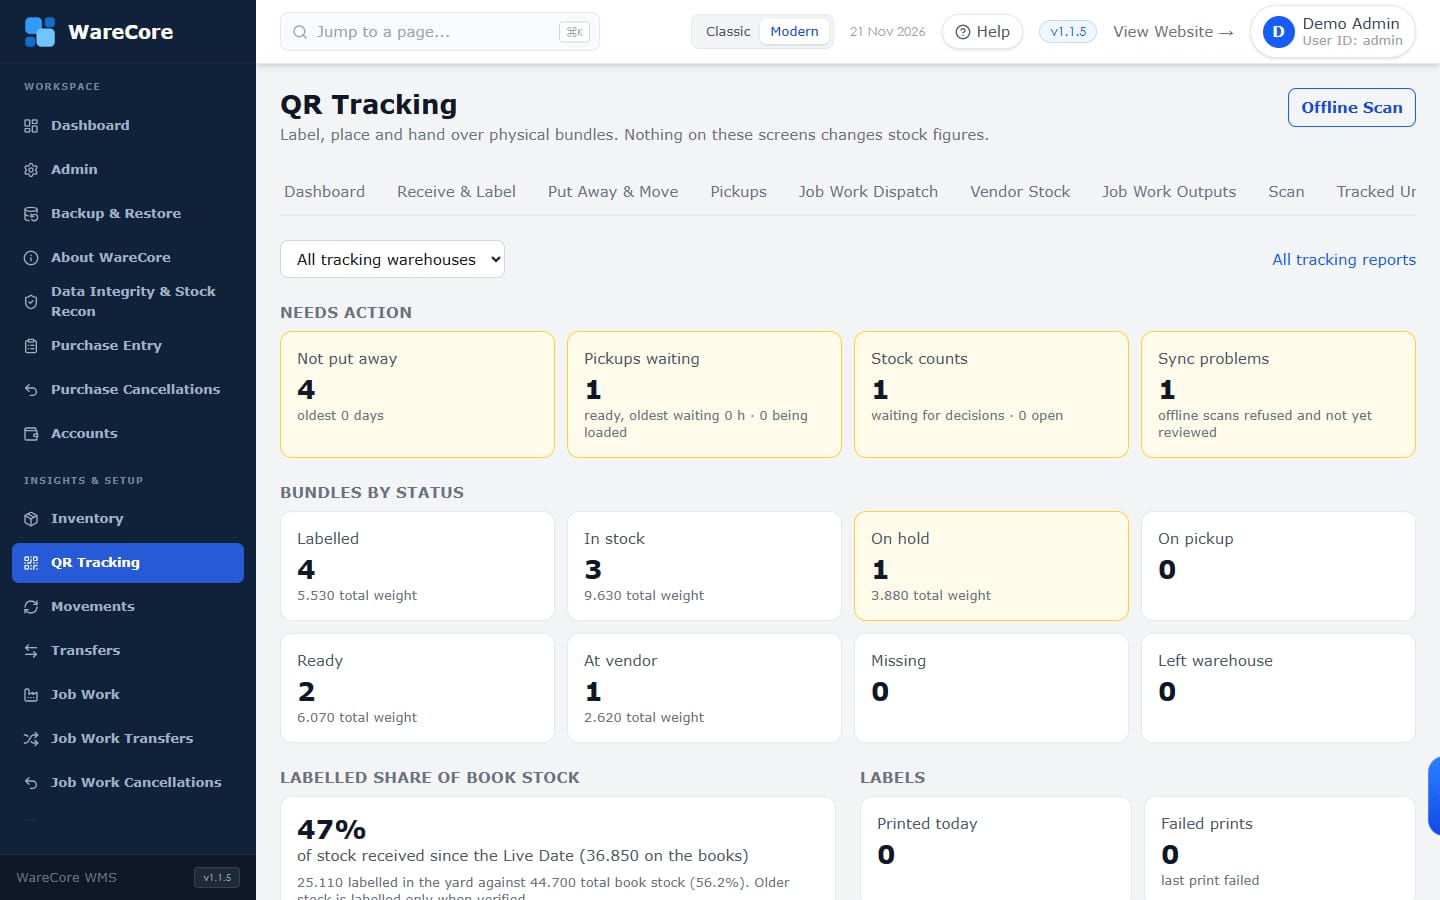 WareCore
Jump to a page...
⌘K
Classic
Modern
21 Nov 2026
Help
v1.1.5
View Website →
D
Demo Admin
User ID: admin
WORKSPACE
Dashboard
Admin
Backup & Restore
About WareCore
Data Integrity & Stock
Recon
Purchase Entry
Purchase Cancellations
Accounts
INSIGHTS & SETUP
Inventory
QR Tracking
Movements
Transfers
Job Work
Job Work Transfers
Job Work Cancellations
WareCore WMS
v1.1.5
QR Tracking
Offline Scan
Label, place and hand over physical bundles. Nothing on these screens changes stock figures.
Dashboard
Receive & Label
Put Away & Move
Pickups
Job Work Dispatch
Vendor Stock
Job Work Outputs
Scan
Tracked Ur
All tracking warehouses
All tracking reports
NEEDS ACTION
Not put away
4
oldest 0 days
Pickups waiting
1
ready, oldest waiting 0 h · 0 being
loaded
Stock counts
1
waiting for decisions · 0 open
Sync problems
1
offline scans refused and not yet
reviewed
BUNDLES BY STATUS
Labelled
4
5.530 total weight
In stock
3
9.630 total weight
On hold
1
3.880 total weight
On pickup
0
Ready
2
6.070 total weight
At vendor
1
2.620 total weight
Missing
0
Left warehouse
0
LABELLED SHARE OF BOOK STOCK
47%
of stock received since the Live Date (36.850 on the books)
25.110 labelled in the yard against 44.700 total book stock (56.2%). Older
stock is labelled only when verified.
LABELS
Printed today
0
Failed prints
0
last print failed